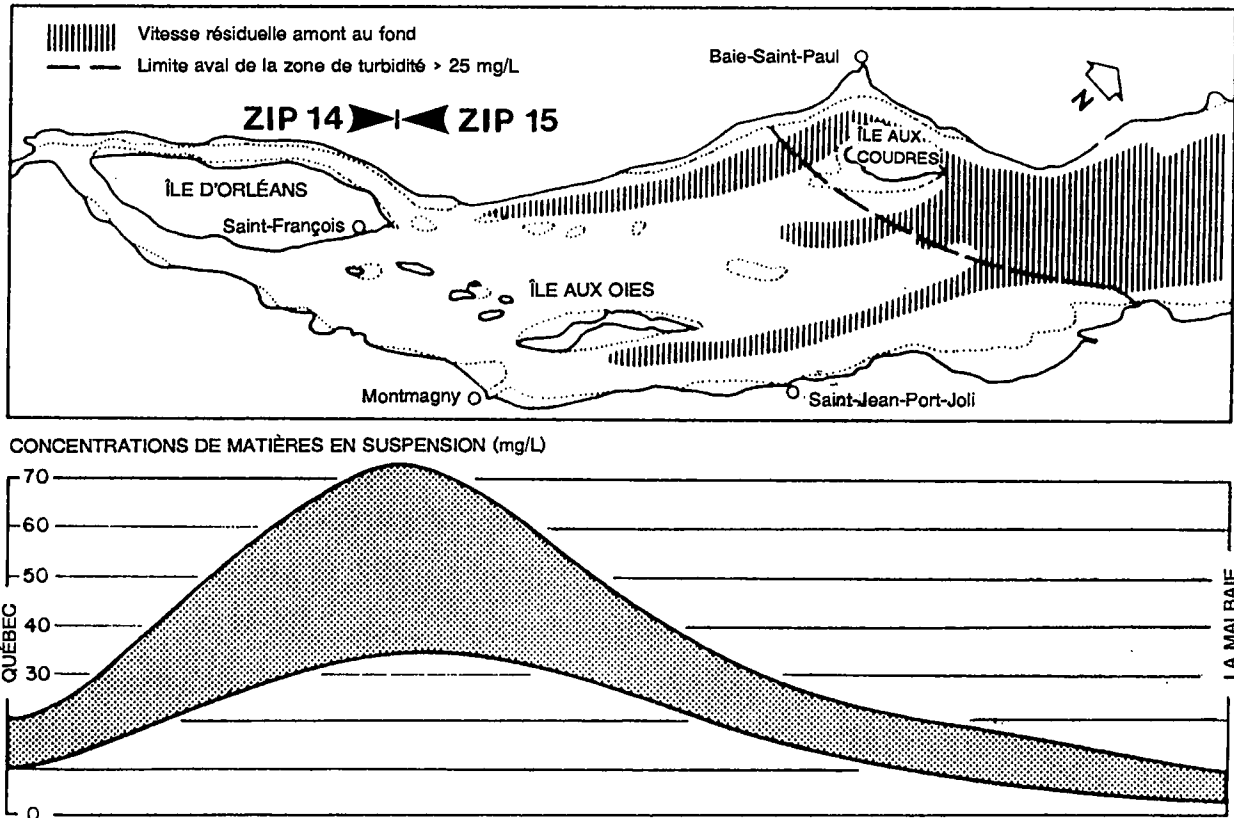 Vitesse résiduelle amont au fond
Limite aval de la zone de turbidité > 25 mg/L
Baie-Saint-Paul
N
ZIP 14 ZIP 15
ÎLE AUX
COUDRES
ÎLE D'ORLÉANS
Saint-François
ÎLE AUX OIES
Montmagny
Saint-Jean-Port-Joli
CONCENTRATIONS DE MATIÈRES EN SUSPENSION (mg/L)
70
60
50
40
30
0
QUÉBEC
LA MALBAIE